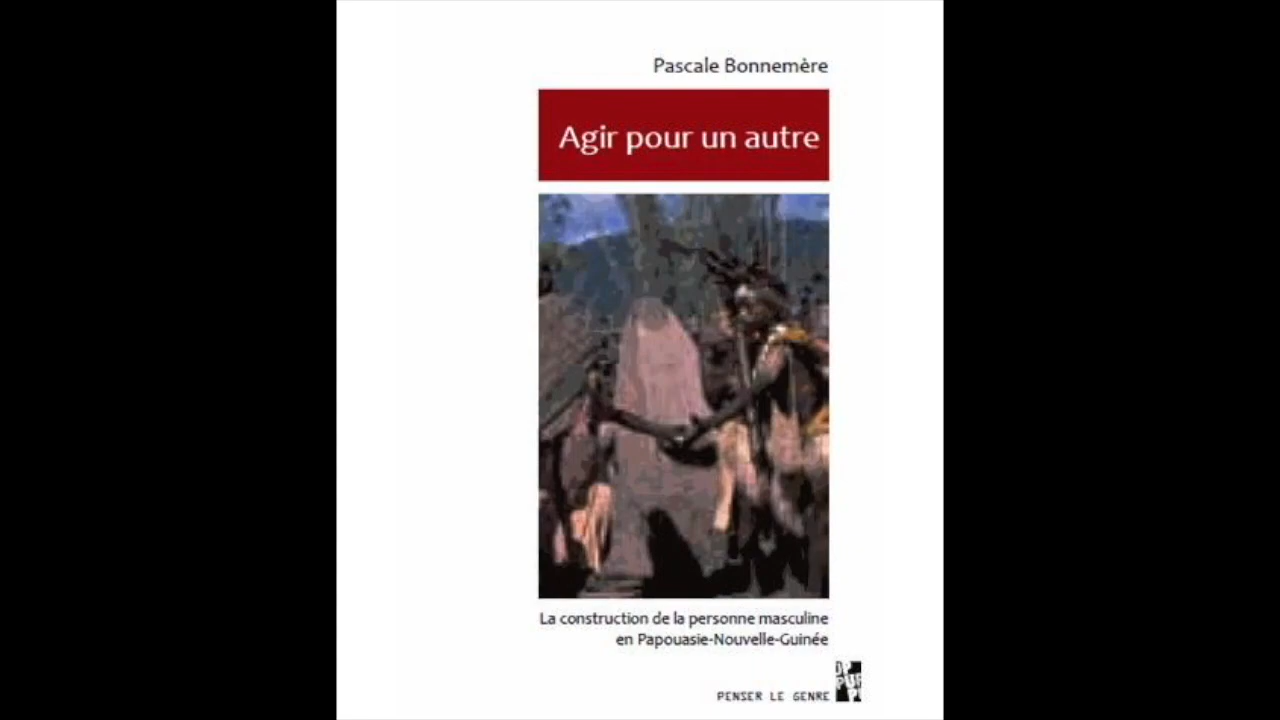 Pascale Bonnemère
Agir pour un autre
La construction de la personne masculine
en Papouasie-Nouvelle-Guinée
PENSER LE GENRE